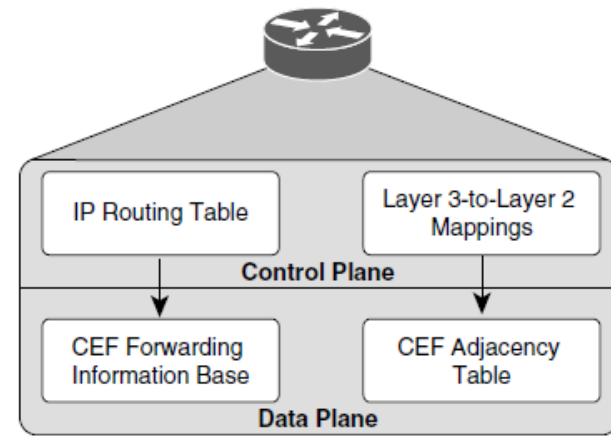 IP Routing Table
Layer 3-to-Layer 2
Mappings
Control Plane
CEF Forwarding
Information Base
CEF Adjacency
Table
Data Plane